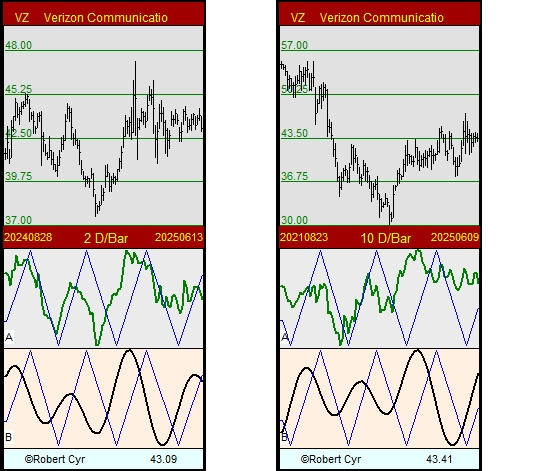 VZ Verizon Communicatio
48.00
45.25
42.50
39.75
37.00
20240828 2 D/Bar 20250613
A
B
©Robert Cyr 43.09
VZ Verizon Communicatio
57.00
50.25
43.50
36.75
30.00
20210823 10 D/Bar 20250609
A
B
©Robert Cyr 43.41